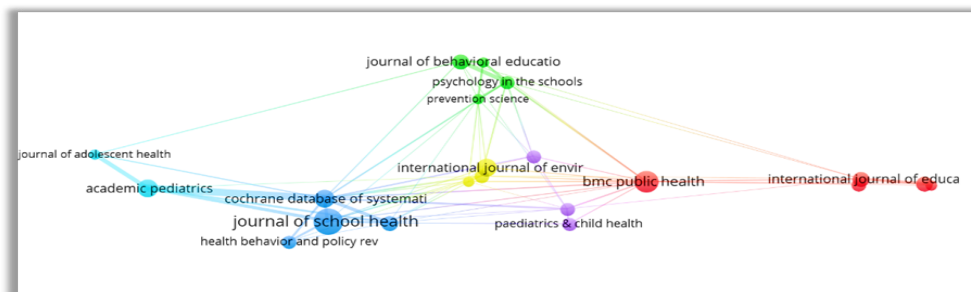 journal of behavioral educatio
psychology in the schools
prevention science
journal of adolescent health
international journal of envir
academic pediatrics
bmc public health
international journal of educa
cochrane database of systemati
journal of school health
paediatrics & child health
health behavior and policy rev